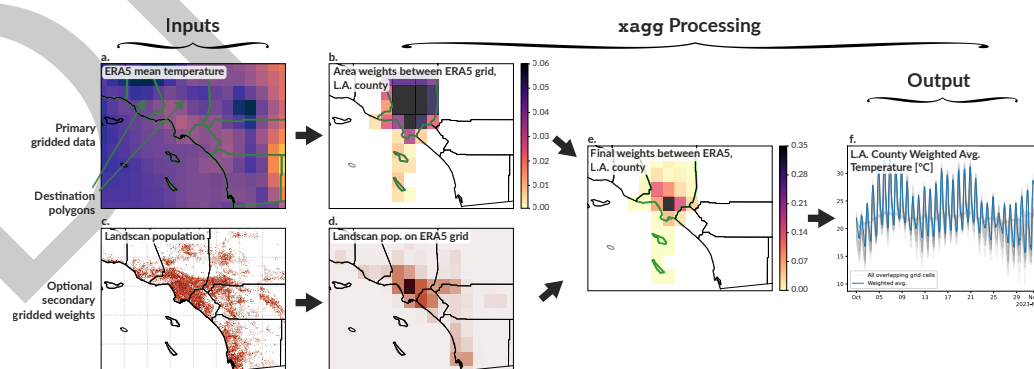 Inputs
xagg Processing
Output
a.
ERA5 mean temperature
Primary
gridded data
Destination
polygons
b.
Area weights between ERA5 grid,
L.A. county
0.06
0.05
0.04
0.03
0.02
0.01
0.00
c.
Landscan population
Optional
secondary
gridded weights
d.
Landscan pop. on ERA5 grid
e.
Final weights between ERA5,
L.A. county
0.35
0.28
0.21
0.14
0.07
0.00
f.
L.A. County Weighted Avg.
Temperature [°C]
30
25
20
15
10
All overlapping grid cells
Weighted avg.
Oct 05 09 13 17 21 25 29